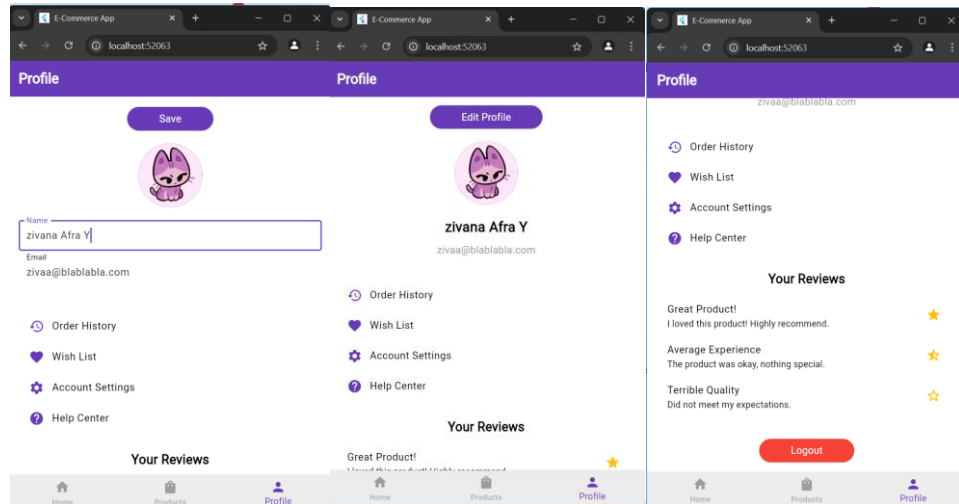 E-Commerce App
localhost:52063
Profile
Save
Name
zivana Afra Y
Email
zivaa@blablabla.com
Order History
Wish List
Account Settings
Help Center
Your Reviews
Home
Products
Profile
E-Commerce App
localhost:52063
Profile
Edit Profile
zivana Afra Y
zivaa@blablabla.com
Order History
Wish List
Account Settings
Help Center
Your Reviews
Great Product!
I loved this product! Highly recommend.
Home
Products
Profile
E-Commerce App
localhost:52063
Profile
zivaa@blablabla.com
Order History
Wish List
Account Settings
Help Center
Your Reviews
Great Product!
I loved this product! Highly recommend.
Average Experience
The product was okay, nothing special.
Terrible Quality
Did not meet my expectations.
Logout
Home
Products
Profile